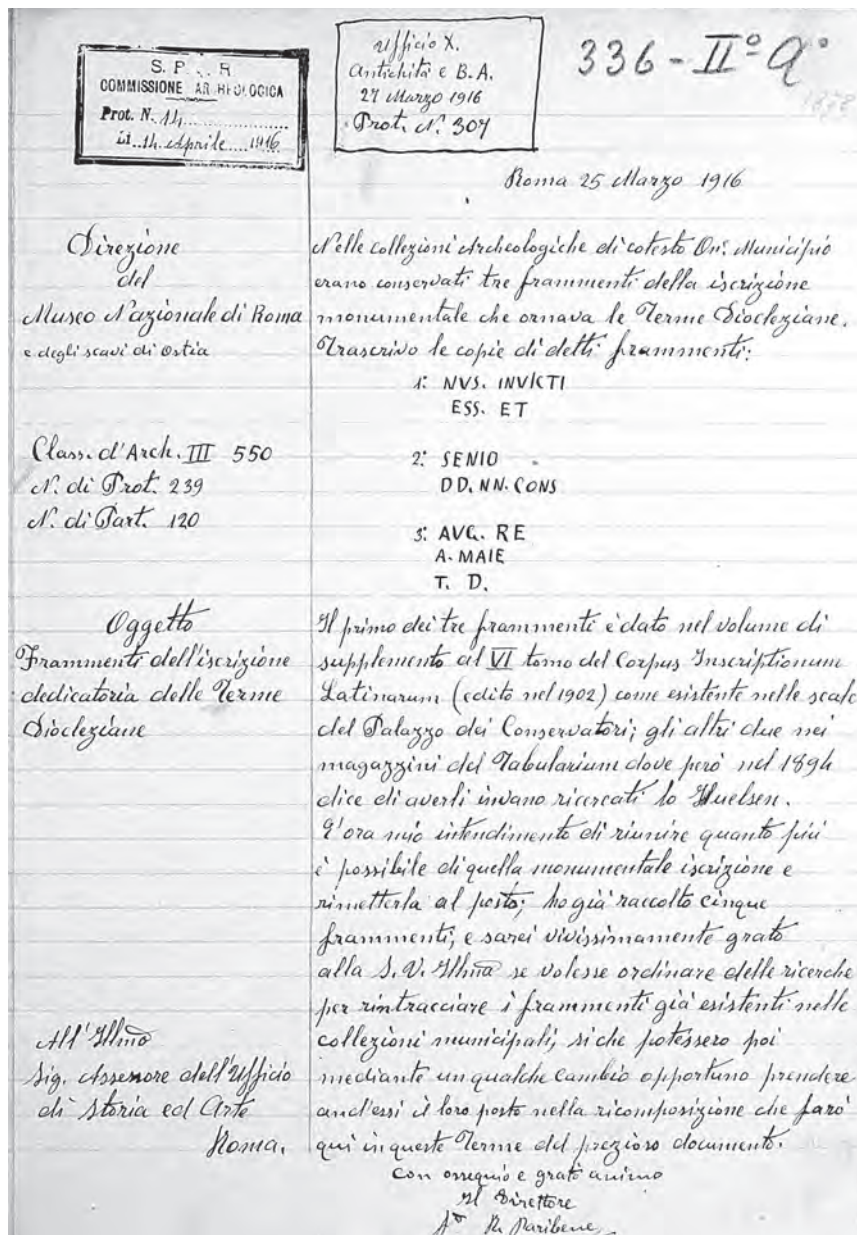 S. P. . R
COMMISSIONE ARCHEOLOGICA
Prot. N. 14
Li 14 Aprile 1916
Ufficio X.
Antichità e B.A.
27 Marzo 1916
Prot. N. 307
336 - IIº
Roma 25 Marzo 1916
Direzione
del
Museo Nazionale di Roma
e degli scavi di Ostia
Class. d'Arch. III 550
N. di Prot. 239
N. di Part. 120
Oggetto
Frammenti dell'iscrizione
dedicatoria delle Terme
Diocleziane
All'Illmo
Sig. Assessore dell'Ufficio
di Storia ed Arte
Roma.
Nelle collezioni Archeologiche di cotesto On. Municipio
erano conservati tre frammenti della iscrizione
monumentale che ornava le Terme Diocleziane.
Trascrivo le copie di detti frammenti:
1: NVS. INVICTI
ESS. ET
2: SENIO
DD. NN. CONS
3: AVG. RE
A. MAIE
T. D.
Il primo dei tre frammenti è dato nel volume di
supplemento al VI tomo del Corpus Inscriptionum
Latinarum (edito nel 1902) come esistente nelle scale
del Palazzo dei Conservatori; gli altri due nei
magazzini del Tabularium dove però nel 1894
dice di averli invano ricercati lo Huelsen.
E' ora mio intendimento di riunire quanto più
è possibile di quella monumentale iscrizione e
rimetterla al posto; ho già raccolto cinque
frammenti, e sarei vivissimamente grato
alla S.V. Illma se volesse ordinare delle ricerche
per rintracciare i frammenti già esistenti nelle
collezioni municipali, sì che potessero poi
mediante un qualche cambio opportuno prendere
anch'essi il loro posto nella ricomposizione che farò
qui in queste Terme del prezioso documento.
con ossequio e grato animo
Il Direttore
R. Paribene